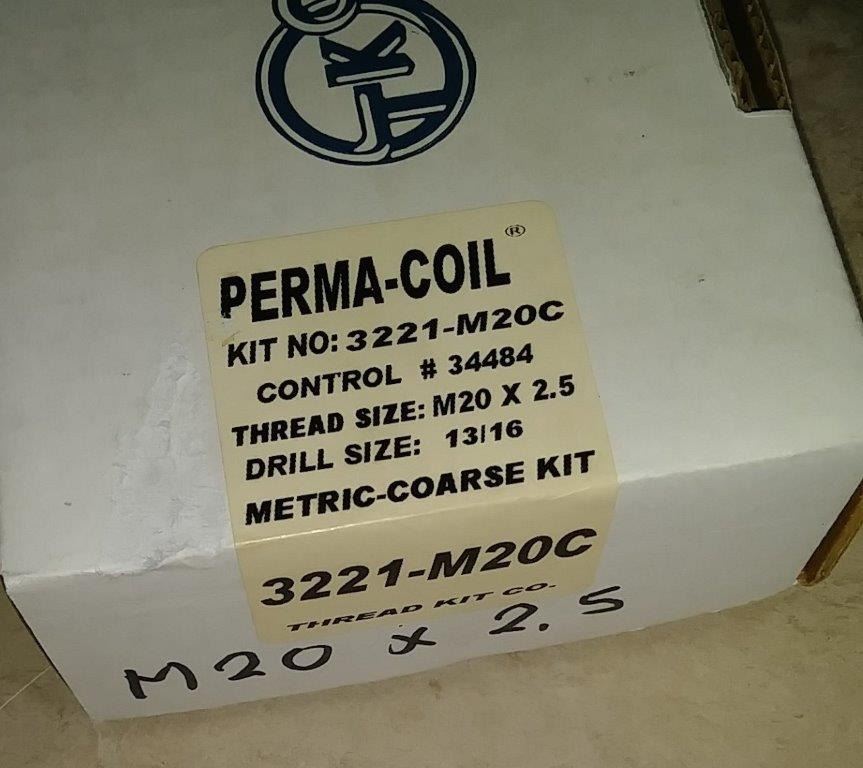 PERMA-COIL®
KIT NO: 3221-M20C
CONTROL # 34484
THREAD SIZE: M20 X 2.5
DRILL SIZE: 13/16
METRIC-COARSE KIT
3221-M20C
THREAD KIT CO.
M20 x 2.5